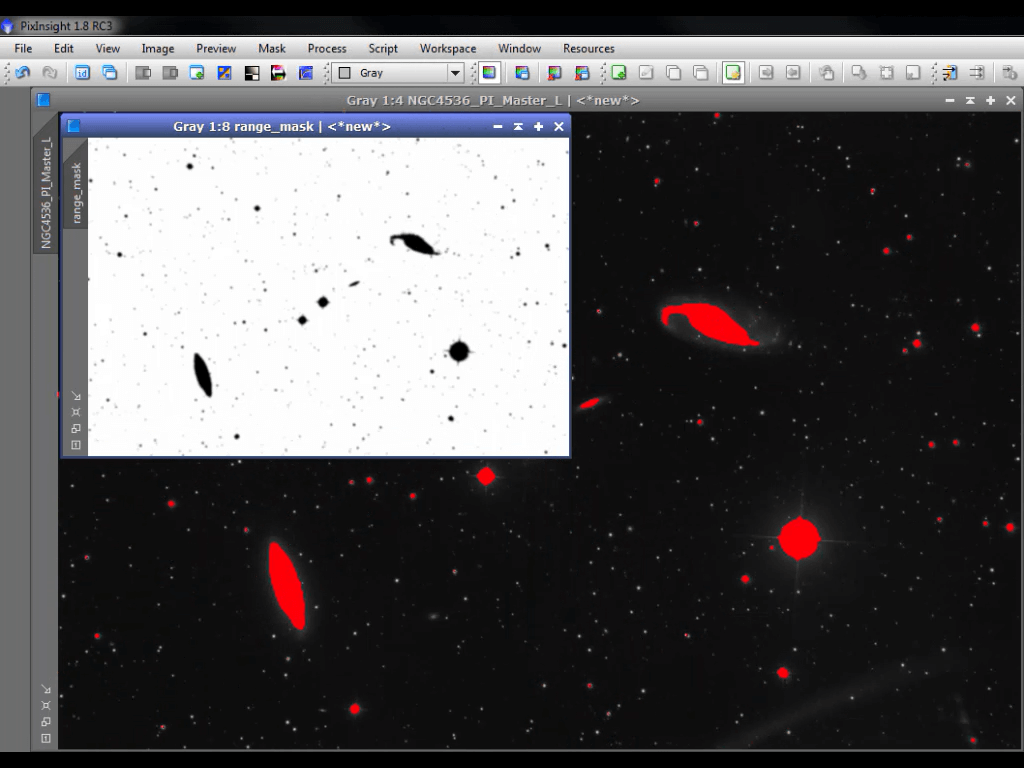 PixInsight 1.8 RC3
File Edit View Image Preview Mask Process Script Workspace Window Resources
id Gray
Gray 1:4 NGC4536_PI_Master_L | <*new*>
Gray 1:8 range_mask | <*new*>
NGC4536_PI_Master_L
range_mask